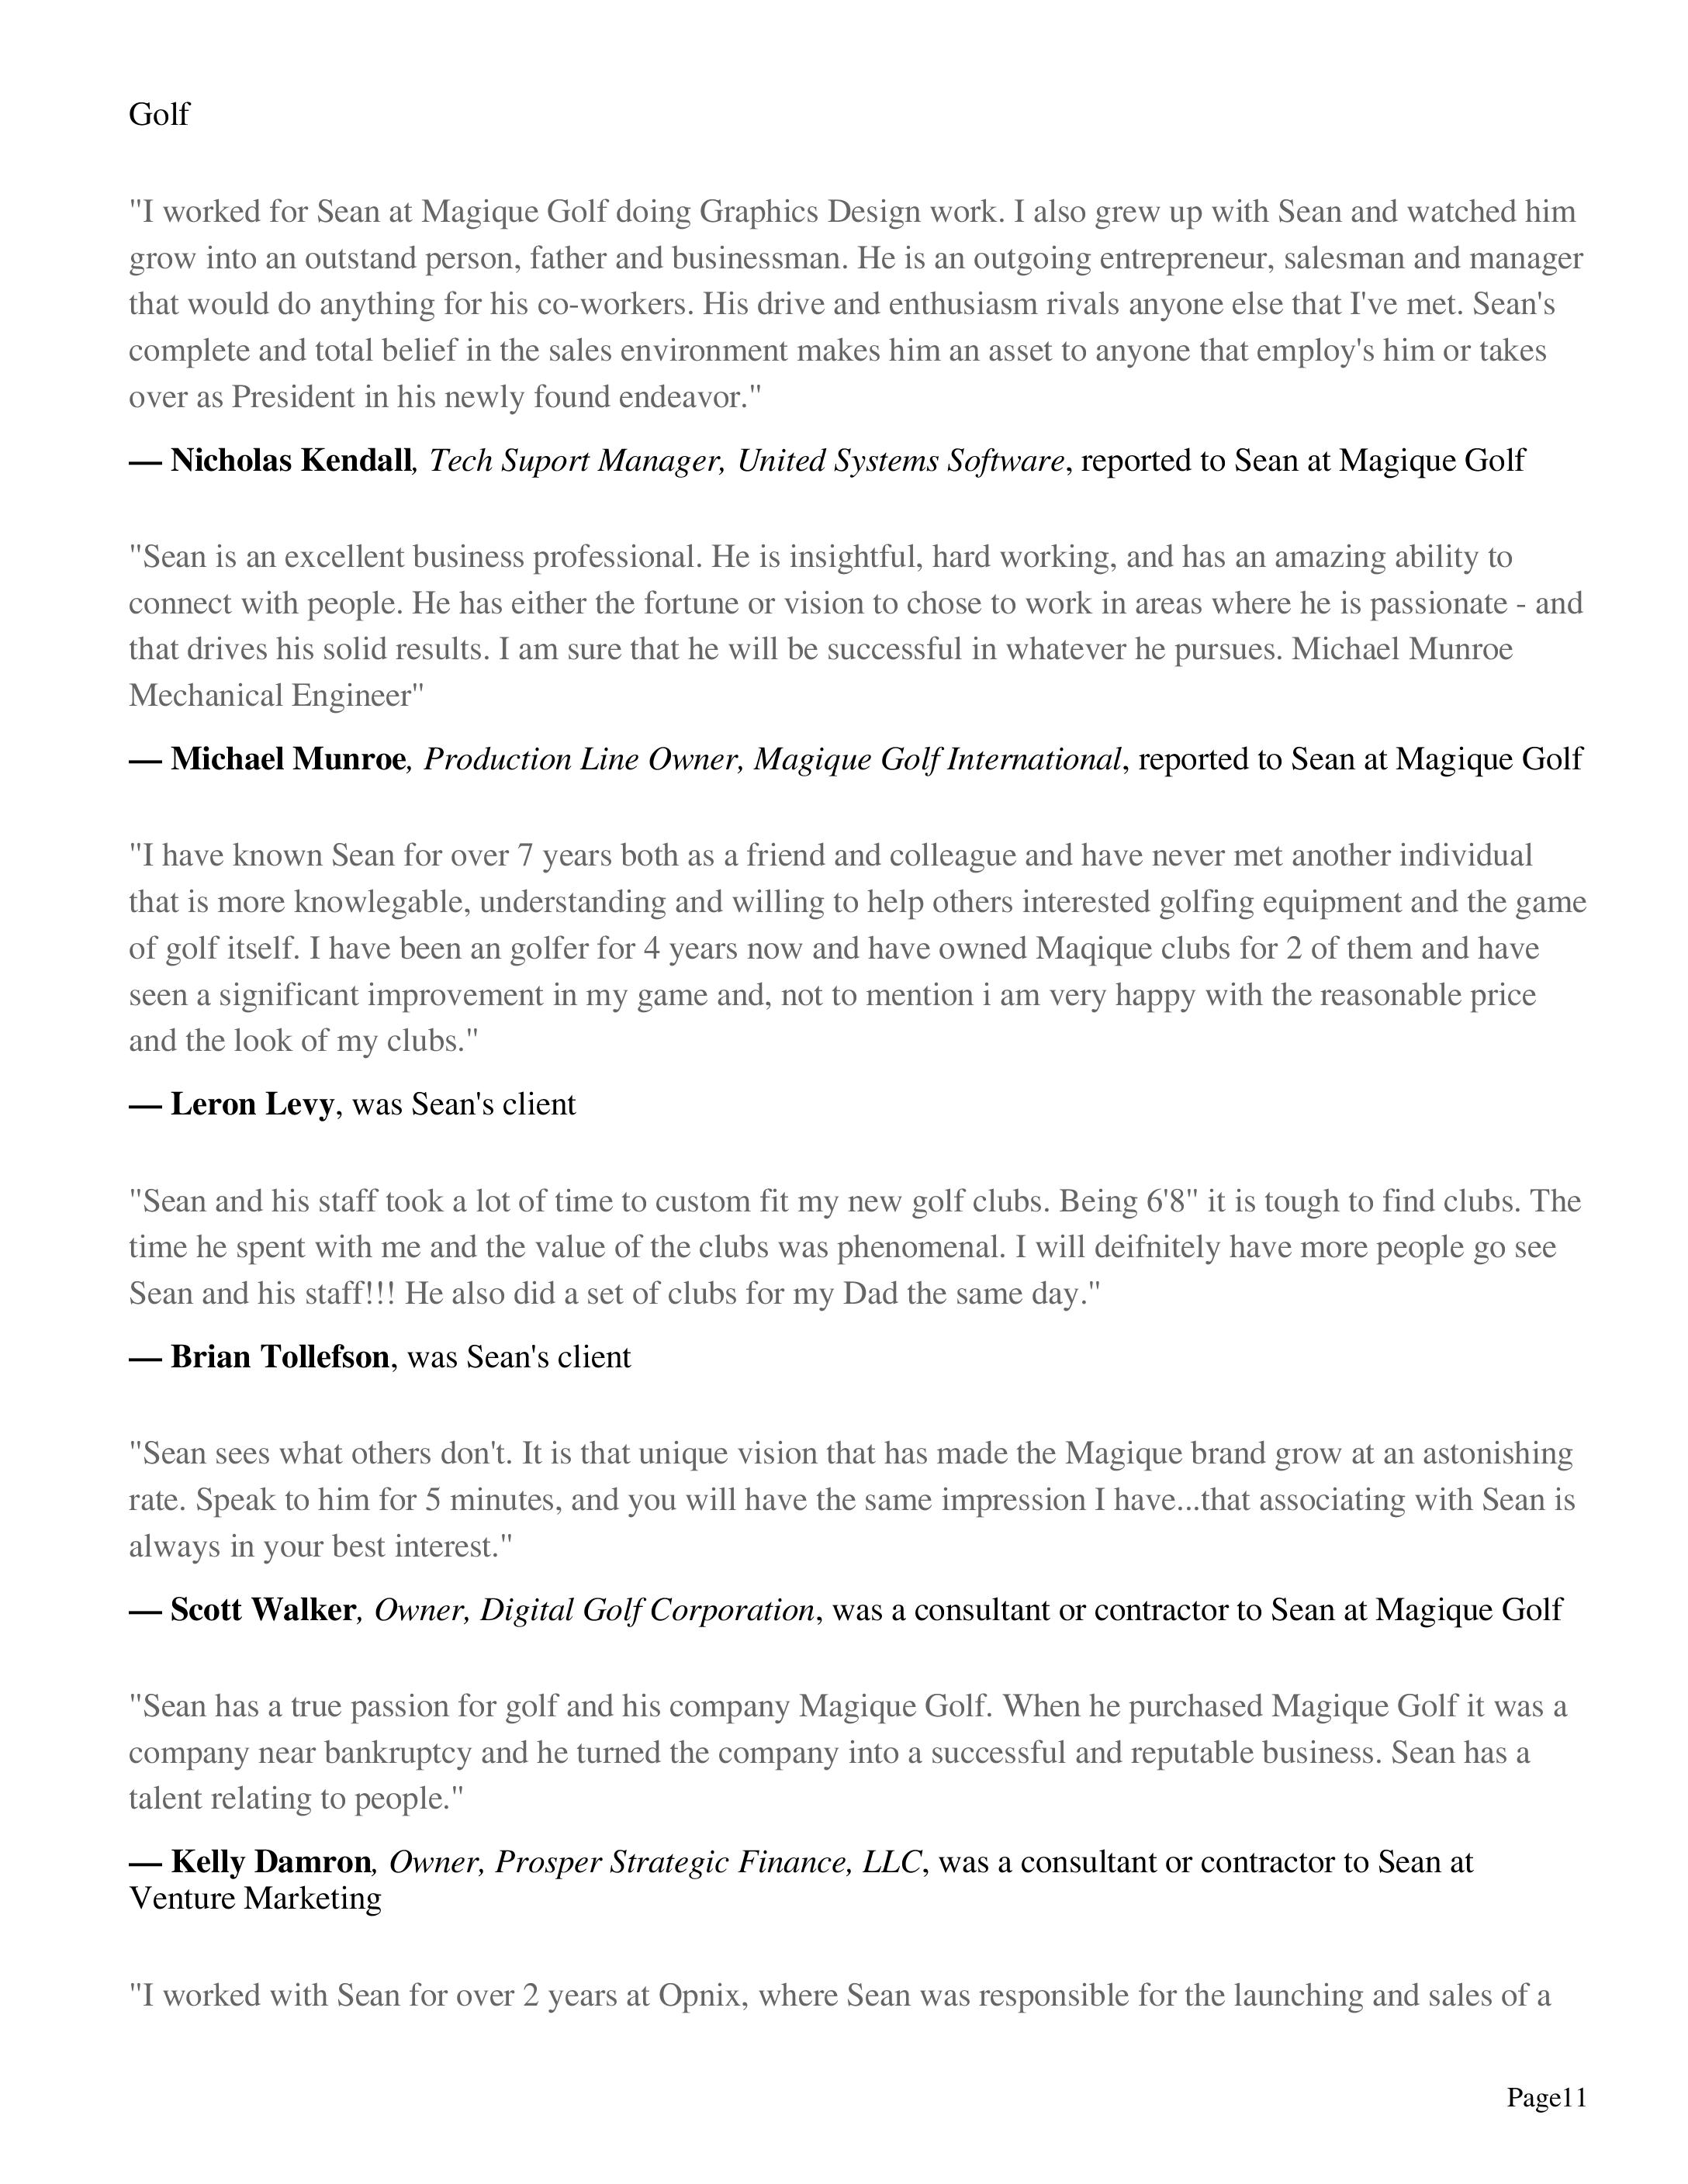 Golf
"I worked for Sean at Magique Golf doing Graphics Design work. I also grew up with Sean and watched him
grow into an outstand person, father and businessman. He is an outgoing entrepreneur, salesman and manager
that would do anything for his co-workers. His drive and enthusiasm rivals anyone else that I've met. Sean's
complete and total belief in the sales environment makes him an asset to anyone that employ's him or takes
over as President in his newly found endeavor."
— Nicholas Kendall, Tech Suport Manager, United Systems Software, reported to Sean at Magique Golf
"Sean is an excellent business professional. He is insightful, hard working, and has an amazing ability to
connect with people. He has either the fortune or vision to chose to work in areas where he is passionate - and
that drives his solid results. I am sure that he will be successful in whatever he pursues. Michael Munroe
Mechanical Engineer"
— Michael Munroe, Production Line Owner, Magique Golf International, reported to Sean at Magique Golf
"I have known Sean for over 7 years both as a friend and colleague and have never met another individual
that is more knowlegable, understanding and willing to help others interested golfing equipment and the game
of golf itself. I have been an golfer for 4 years now and have owned Maqique clubs for 2 of them and have
seen a significant improvement in my game and, not to mention i am very happy with the reasonable price
and the look of my clubs."
— Leron Levy, was Sean's client
"Sean and his staff took a lot of time to custom fit my new golf clubs. Being 6'8" it is tough to find clubs. The
time he spent with me and the value of the clubs was phenomenal. I will deifnitely have more people go see
Sean and his staff!!! He also did a set of clubs for my Dad the same day."
— Brian Tollefson, was Sean's client
"Sean sees what others don't. It is that unique vision that has made the Magique brand grow at an astonishing
rate. Speak to him for 5 minutes, and you will have the same impression I have...that associating with Sean is
always in your best interest."
— Scott Walker, Owner, Digital Golf Corporation, was a consultant or contractor to Sean at Magique Golf
"Sean has a true passion for golf and his company Magique Golf. When he purchased Magique Golf it was a
company near bankruptcy and he turned the company into a successful and reputable business. Sean has a
talent relating to people."
— Kelly Damron, Owner, Prosper Strategic Finance, LLC, was a consultant or contractor to Sean at
Venture Marketing
"I worked with Sean for over 2 years at Opnix, where Sean was responsible for the launching and sales of a
Page11